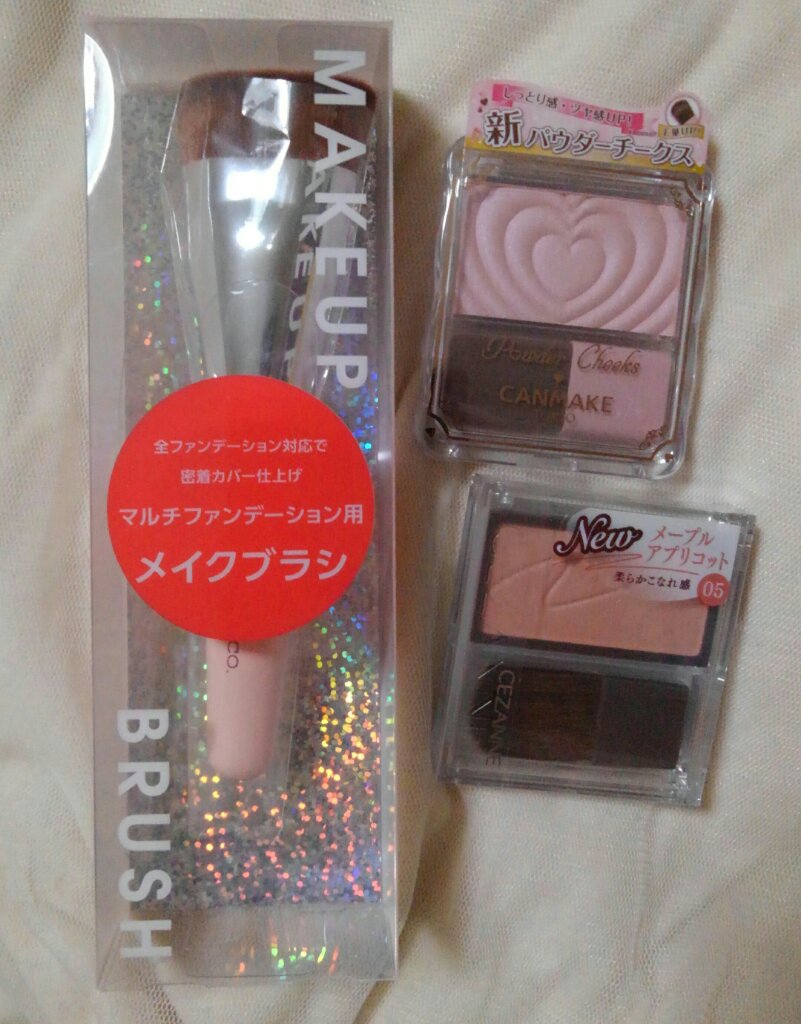 MAKEUP
全ファンデーション対応で
密着カバー仕上げ
マルチファンデーション用
メイクブラシ
CO.
BRUSH
しっとり感・ツヤ感UP!
新パウダーチークス
Powder Cheeks
CANMAKE
New
メープル
アプリコット
柔らかこなれ感
05
CEZANNE